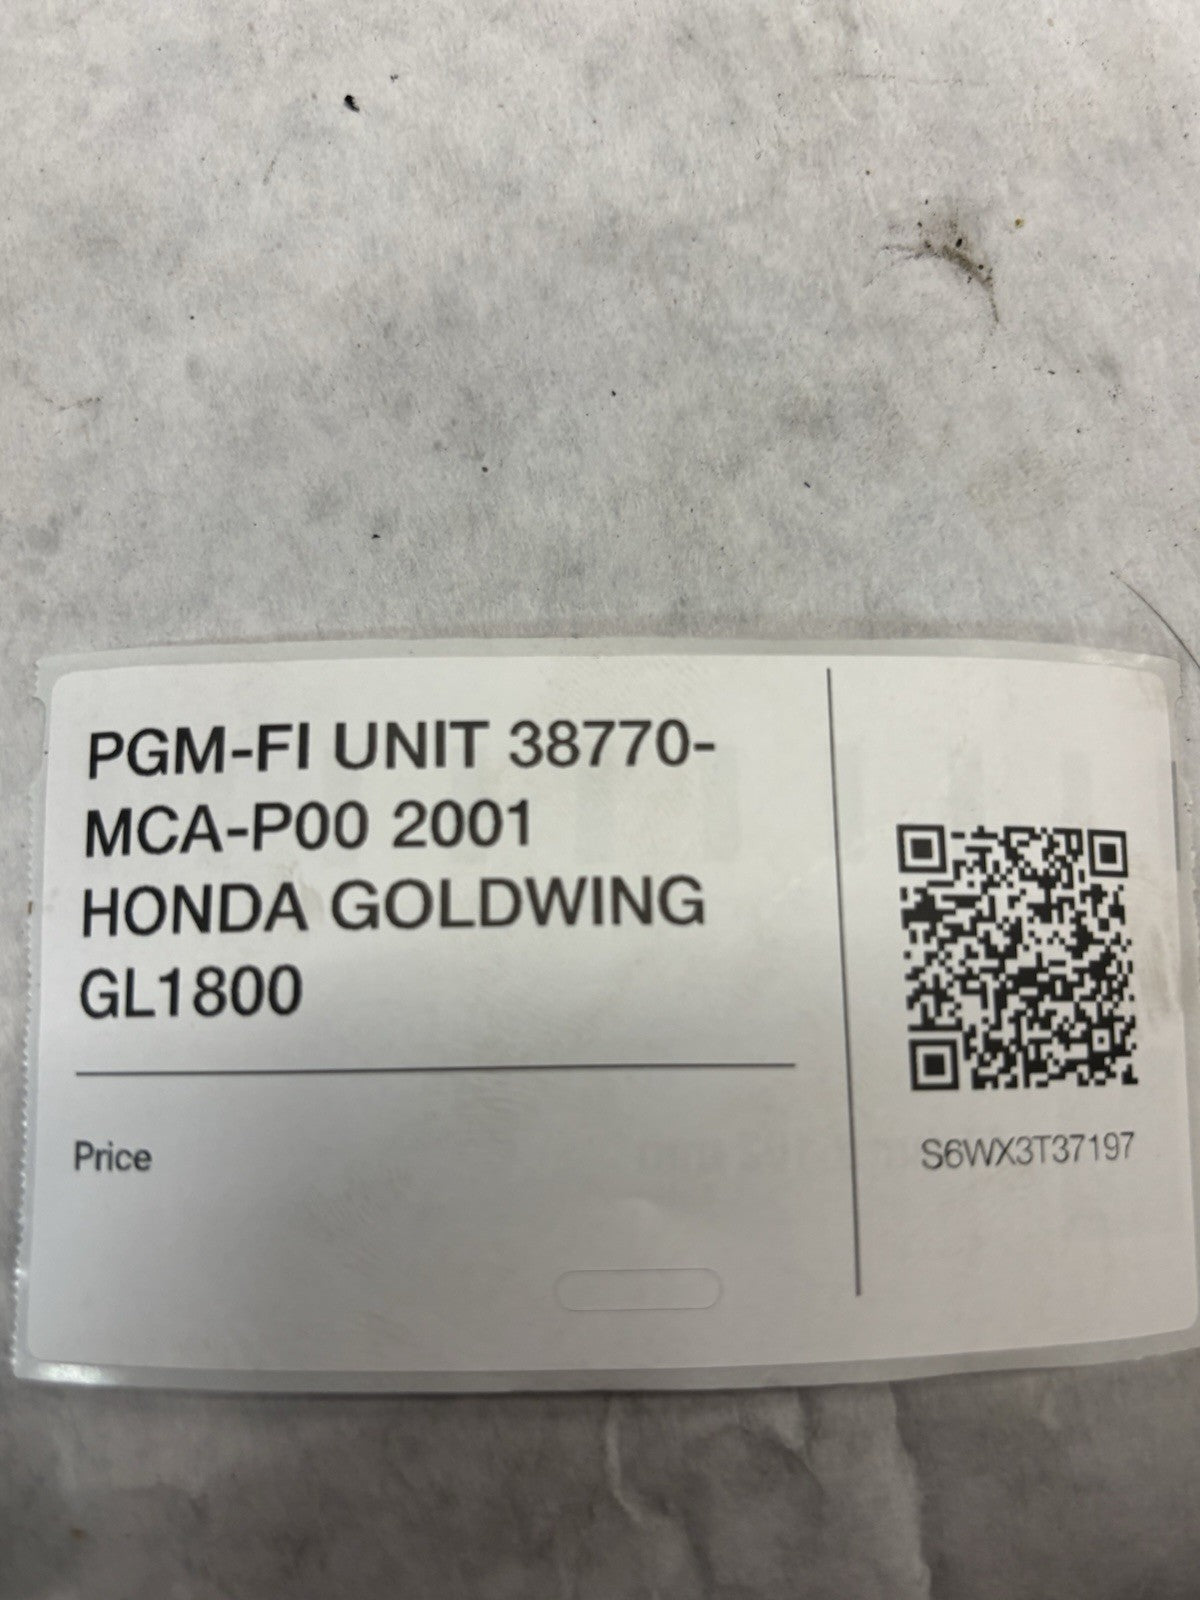 PGM-FI UNIT 38770-
MCA-P00 2001
HONDA GOLDWING
GL1800
Price
S6WX3T37197